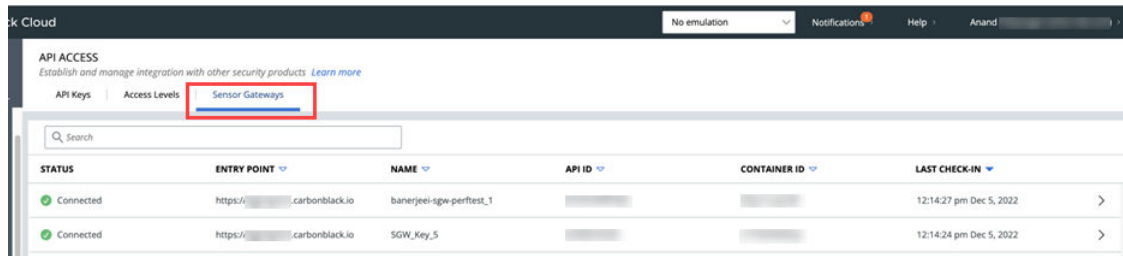 ck Cloud No emulation Notifications 1 Help Anand
API ACCESS
Establish and manage integration with other security products Learn more
API Keys Access Levels Sensor Gateways
Search
STATUS ENTRY POINT NAME API ID CONTAINER ID LAST CHECK-IN
Connected https:// .carbonblack.io banerjeei-sgw-perftest_1 12:14:27 pm Dec 5, 2022
Connected https:// .carbonblack.io SGW_Key_5 12:14:24 pm Dec 5, 2022